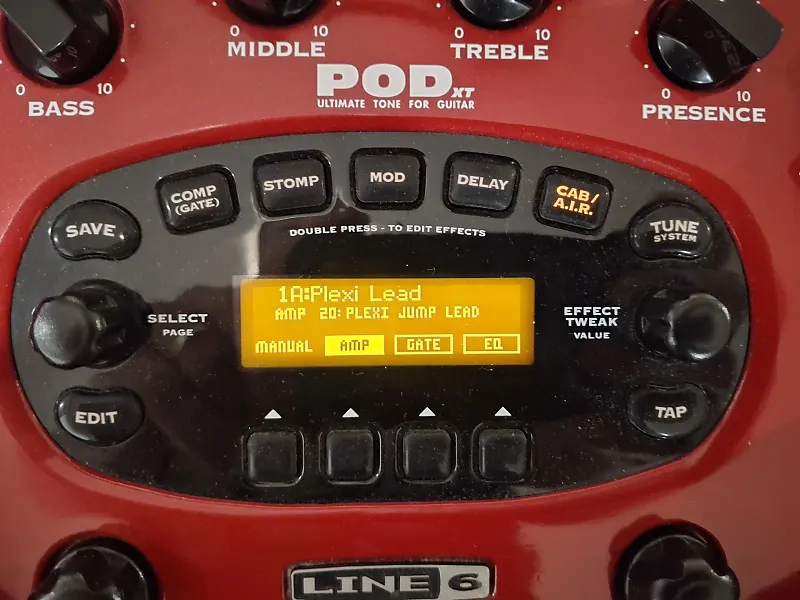 0 10 0 10
MIDDLE TREBLE
0 10 0 10
BASS PRESENCE
POD XT
ULTIMATE TONE FOR GUITAR
COMP (GATE) STOMP MOD DELAY CAB/ A.I.R.
SAVE
TUNE
SYSTEM
DOUBLE PRESS - TO EDIT EFFECTS
1A:Plexi Lead
AMP 20: PLEXI JUMP LEAD
MANUAL AMP GATE EQ
SELECT
PAGE
EFFECT
TWEAK
VALUE
EDIT TAP
LINE 6